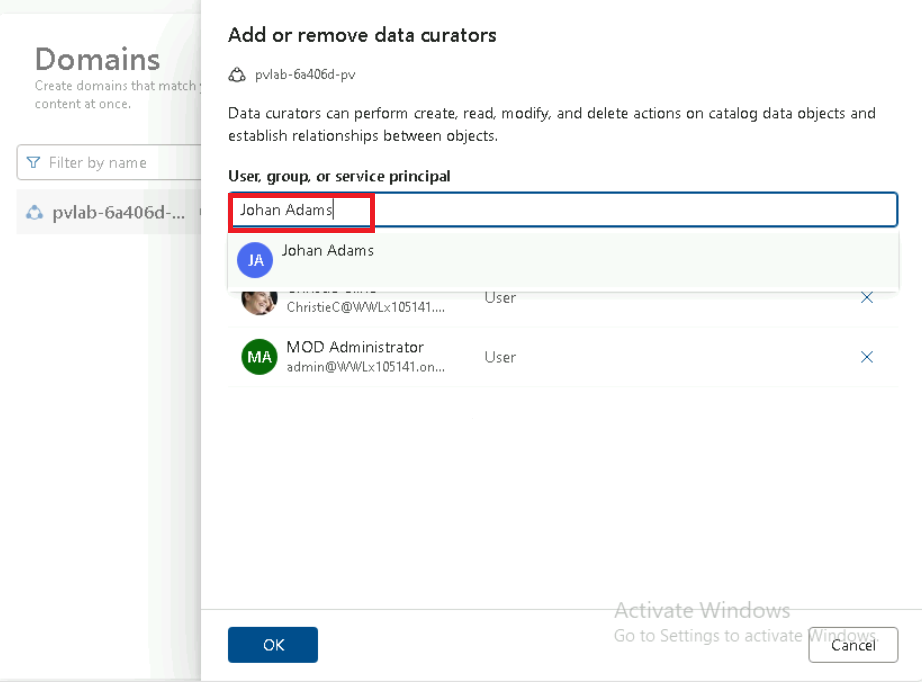 Domains
Create domains that match
content at once.
Filter by name
pvlab-6a406d-...
Add or remove data curators
pvlab-6a406d-pv
Data curators can perform create, read, modify, and delete actions on catalog data objects and
establish relationships between objects.
User, group, or service principal
Johan Adams
JA Johan Adams
User
ChristieC@WWLx105141....
MA MOD Administrator
User
admin@WWLx105141.on...
Activate Windows
Go to Settings to activate Windows.
OK
Cancel